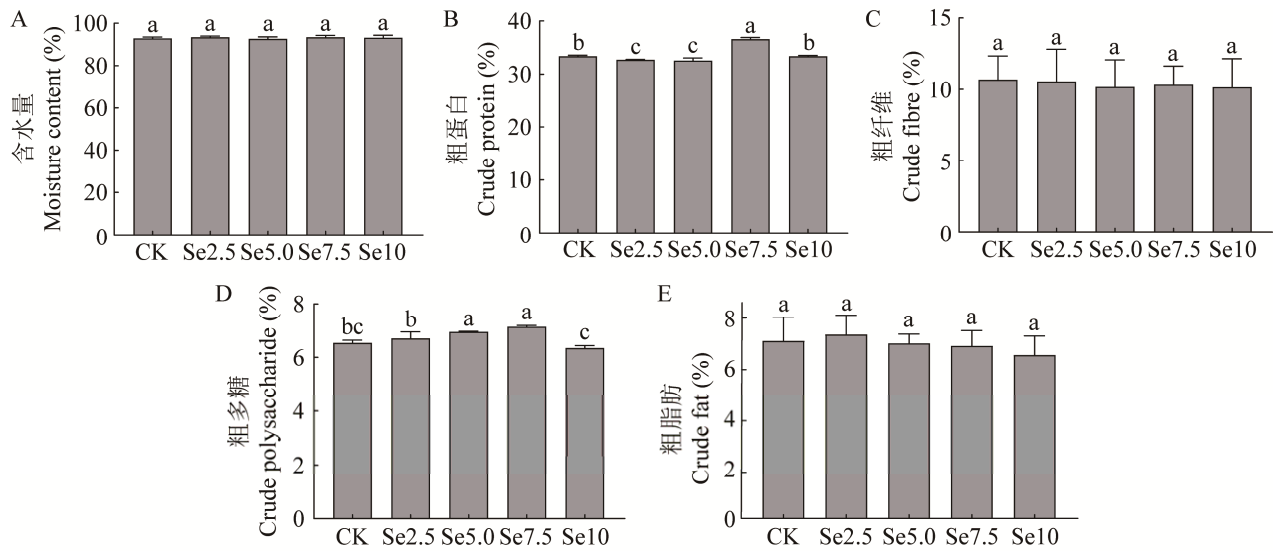 A
含水量
Moisture content (%)
100
80
60
40
20
0
a a a a a
CK Se2.5 Se5.0 Se7.5 Se10
B
粗蛋白
Crude protein (%)
40
30
20
10
0
b c c a b
CK Se2.5 Se5.0 Se7.5 Se10
C
粗纤维
Crude fibre (%)
15
10
5
0
a a a a a
CK Se2.5 Se5.0 Se7.5 Se10
D
粗多糖
Crude polysaccharide (%)
8
6
4
2
0
bc b a a c
CK Se2.5 Se5.0 Se7.5 Se10
E
粗脂肪
Crude fat (%)
8
6
4
2
0
a a a a a
CK Se2.5 Se5.0 Se7.5 Se10